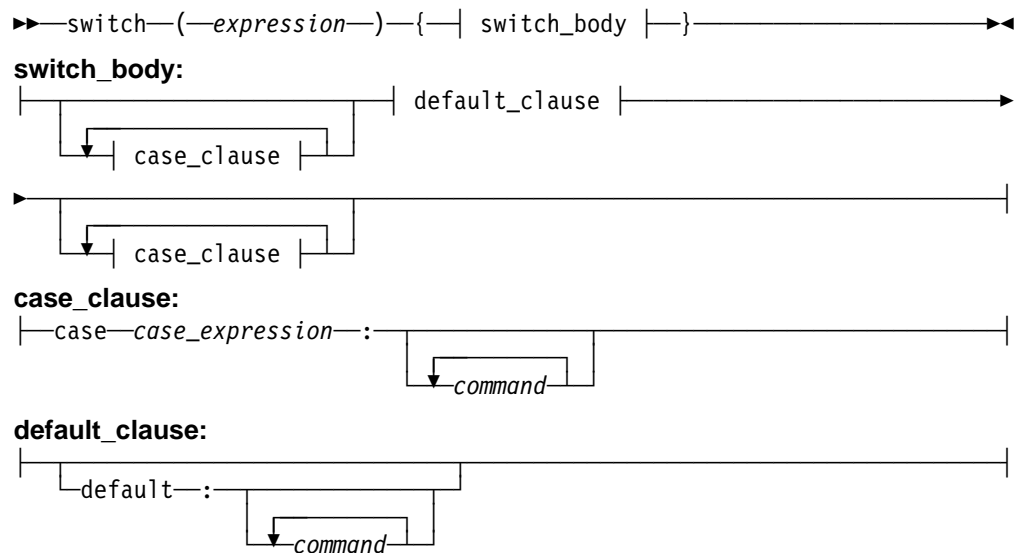 switch ( expression ) { switch_body }
switch_body:
default_clause
case_clause
case_clause
case_clause:
case case_expression :
command
default_clause:
default :
command